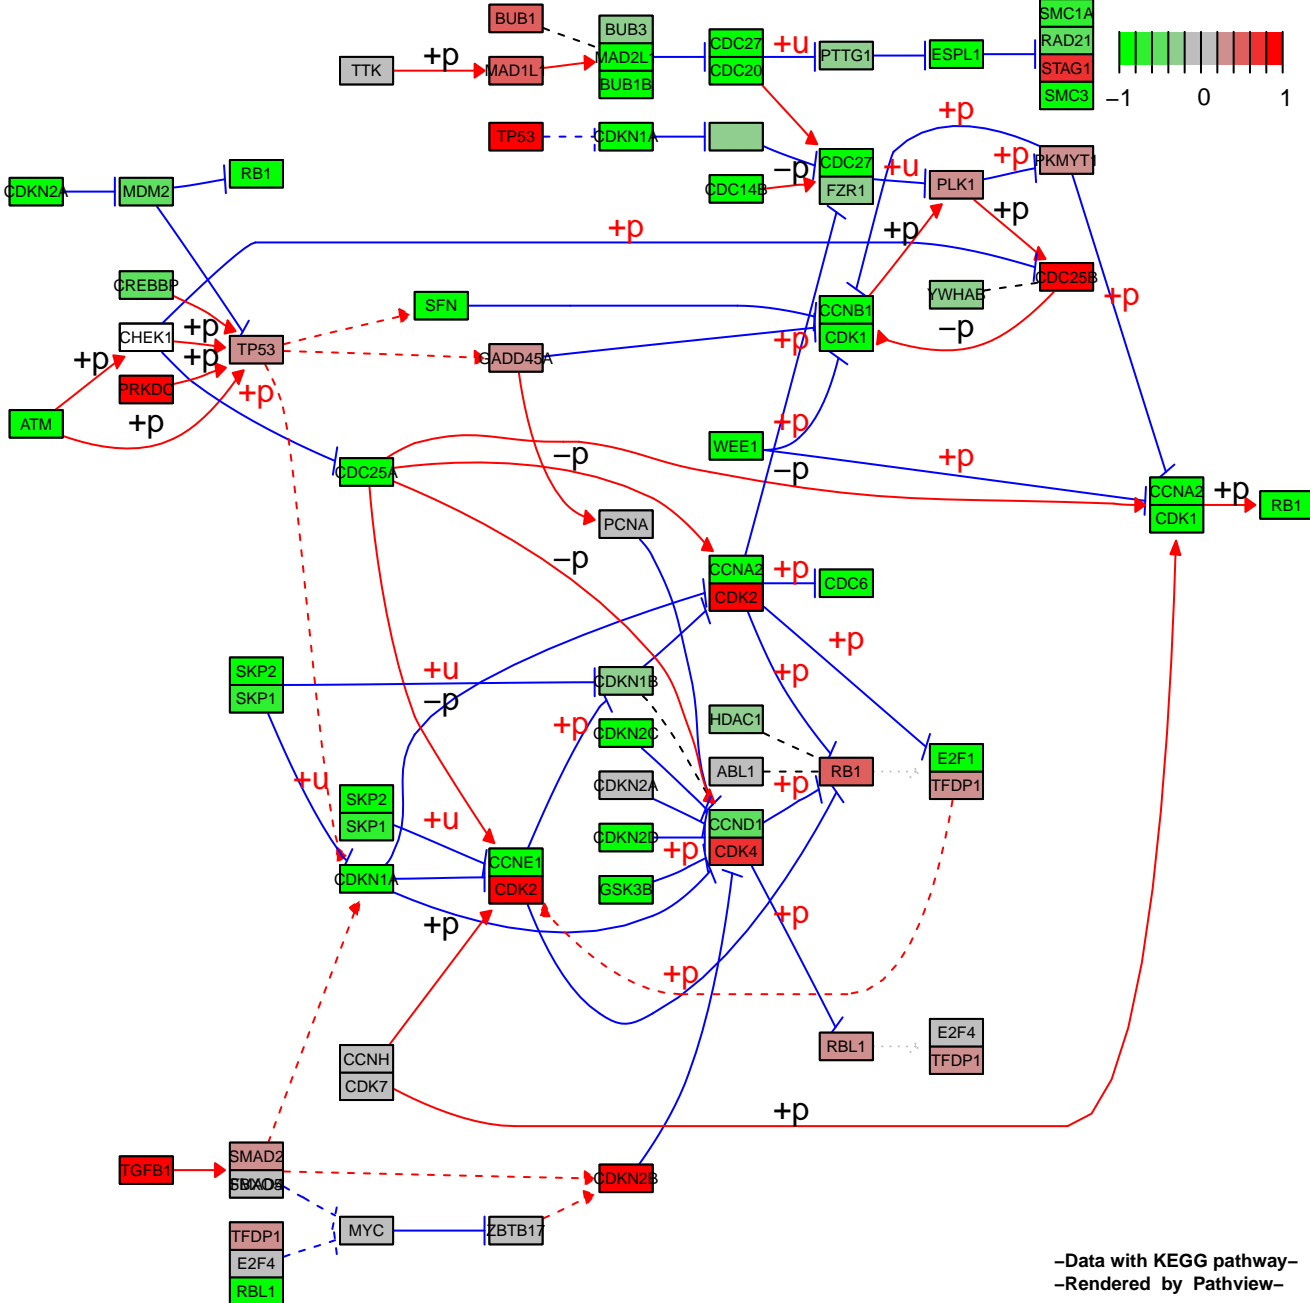 SMC1A
BUB1
BUB3
CDC27
+u
RAD21
+p
MAD2L1
PTTG1
ESPL1
TTK
MAD1L1
CDC20
STAG1
BUB1B
SMC3
−1 0 1
+p
TP53
CDKN1A
CDC27
+p
PKMYT1
RB1
−p
+u
CDKN2A
MDM2
CDC14B
FZR1
PLK1
+p
+p
+p
CDC25B
CREBBP
YWHAB
+p
SFN
CCNB1
CHEK1
+p
−p
CDK1
+p
TP53
GADD45A
+p
+p
PRKDC
+p
ATM
+p
+p
WEE1
−p
+p
CDC25A
−p
CCNA2
+p
RB1
PCNA
CDK1
−p
CCNA2
+p
CDC6
CDK2
+p
SKP2
+u
CDKN1B
+p
SKP1
−p
HDAC1
+p
CDKN2C
E2F1
+u
CDKN2A
ABL1
RB1
+p
TFDP1
SKP2
+u
SKP1
CDKN2D
CCND1
+p
CDK4
CCNE1
CDKN1A
CDK2
GSK3B
+p
+p
+p
RBL1
E2F4
TFDP1
CCNH
CDK7
+p
SMAD2
TGFB1
CDKN2B
MYC
ZBTB17
TFDP1
E2F4
RBL1
−Data with KEGG pathway−
−Rendered by Pathview−